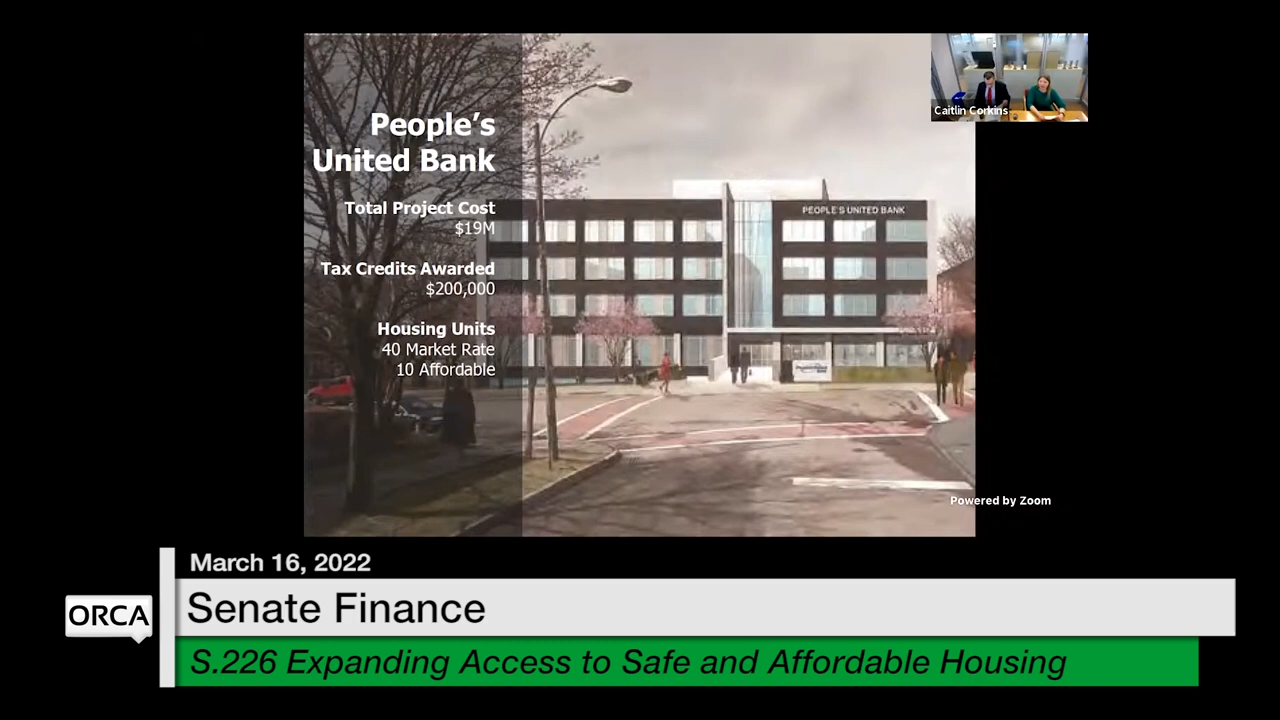 People's
United Bank
Total Project Cost
$19M
Tax Credits Awarded
$200,000
Housing Units
40 Market Rate
10 Affordable
PEOPLE'S UNITED BANK
Caitlin Corkins
Powered by Zoom
March 16, 2022
ORCA
Senate Finance
S.226 Expanding Access to Safe and Affordable Housing